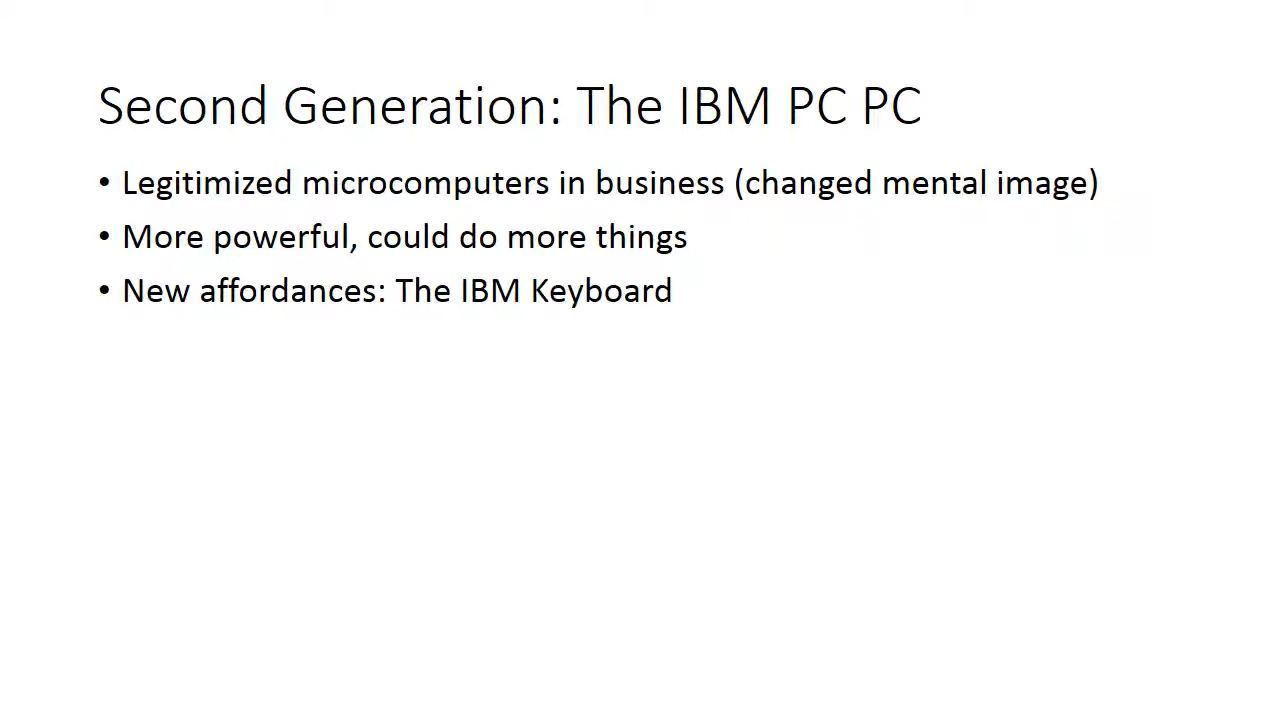 Second Generation: The IBM PC PC
• Legitimized microcomputers in business (changed mental image)
• More powerful, could do more things
• New affordances: The IBM Keyboard